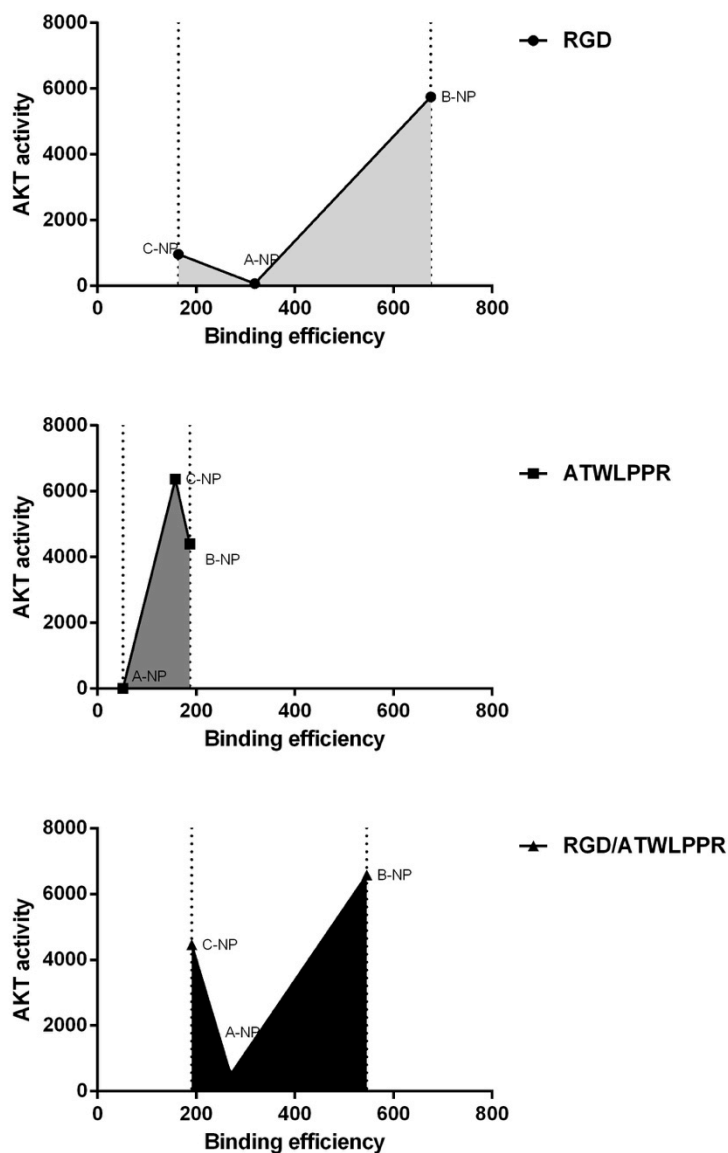 8000
RGD
6000
B-NP
AKT activity
4000
2000
C-NP
A-NP
0
0 200 400 600 800
Binding efficiency
8000
ATWLPPR
6000
C-NP
AKT activity
4000
B-NP
2000
A-NP
0
0 200 400 600 800
Binding efficiency
8000
RGD/ATWLPPR
B-NP
6000
AKT activity
C-NP
4000
2000
A-NP
0
0 200 400 600 800
Binding efficiency